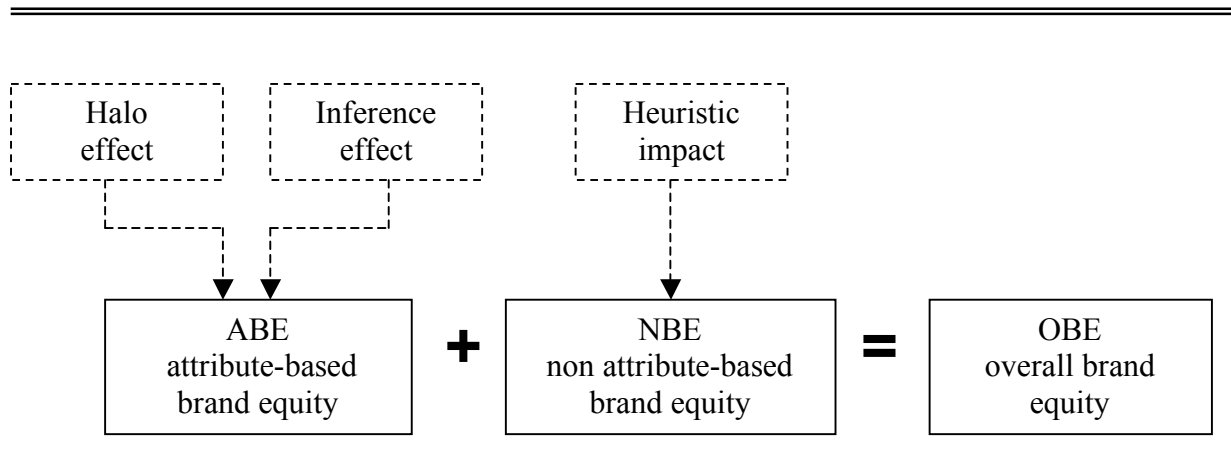 Halo
effect
Inference
effect
Heuristic
impact
ABE
attribute-based
brand equity
+
NBE
non attribute-based
brand equity
=
OBE
overall brand
equity